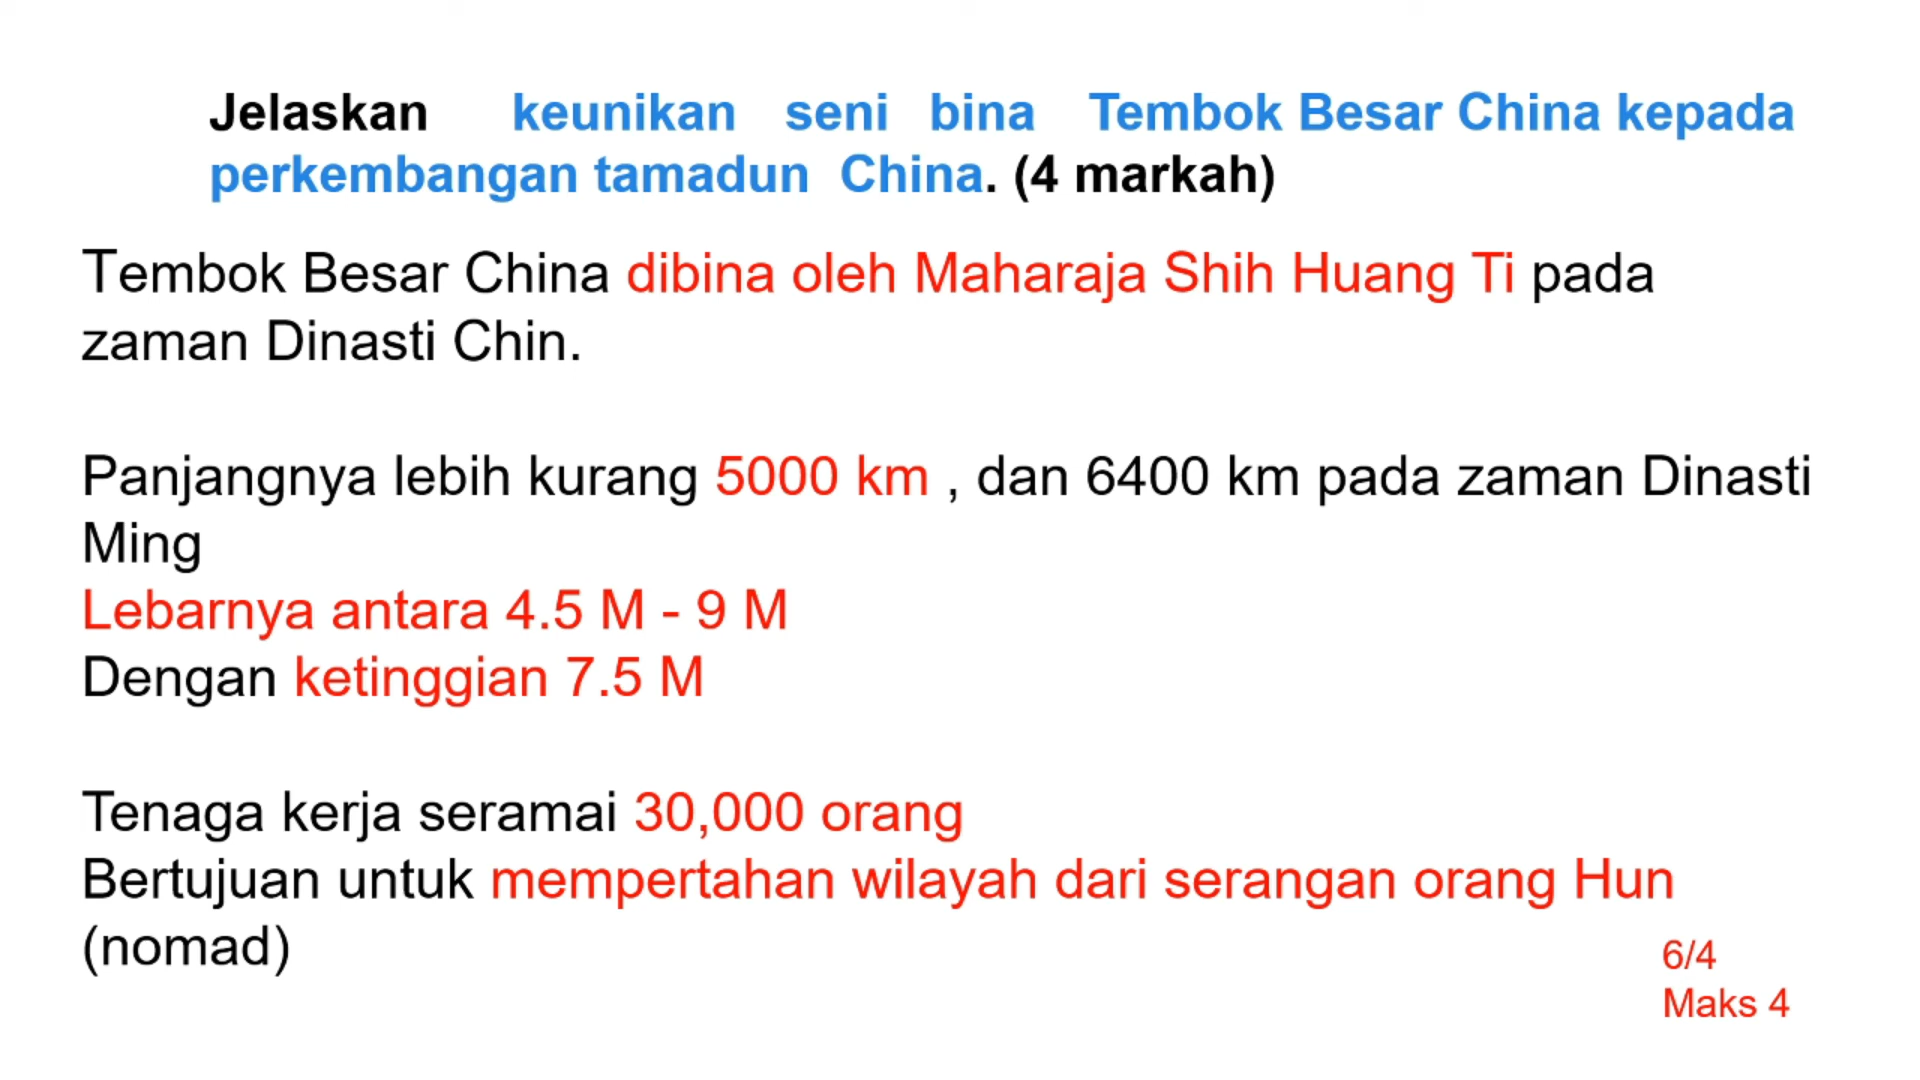 Jelaskan keunikan seni bina Tembok Besar China kepada
perkembangan tamadun China. (4 markah)
Tembok Besar China dibina oleh Maharaja Shih Huang Ti pada
zaman Dinasti Chin.
Panjangnya lebih kurang 5000 km , dan 6400 km pada zaman Dinasti
Ming
Lebarnya antara 4.5 M - 9 M
Dengan ketinggian 7.5 M
Tenaga kerja seramai 30,000 orang
Bertujuan untuk mempertahan wilayah dari serangan orang Hun
(nomad)
6/4
Maks 4